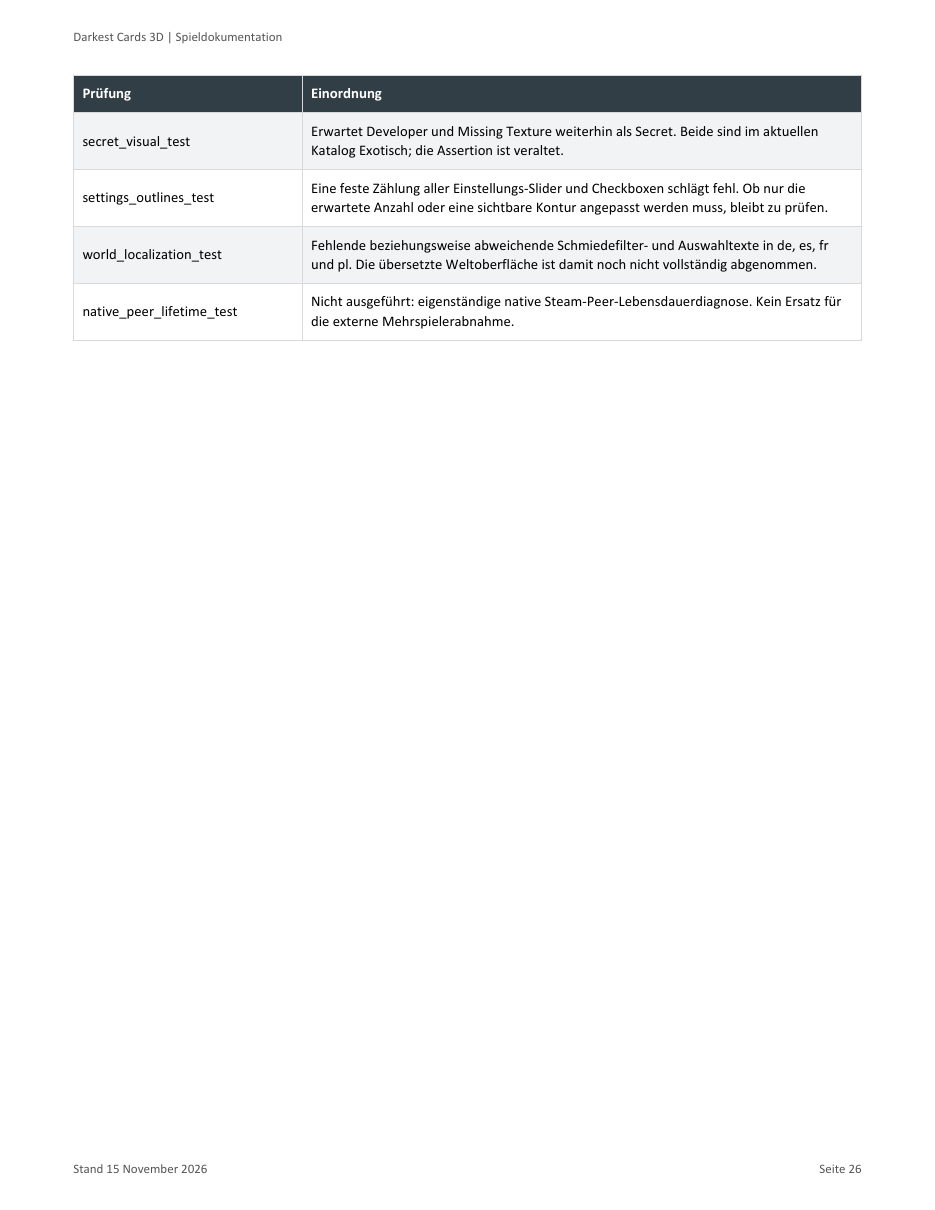 Darkest Cards 3D | Spieldokumentation
Prüfung
Einordnung
secret_visual_test
Erwartet Developer und Missing Texture weiterhin als Secret. Beide sind im aktuellen
Katalog Exotisch; die Assertion ist veraltet.
settings_outlines_test
Eine feste Zählung aller Einstellungs-Slider und Checkboxen schlägt fehl. Ob nur die
erwartete Anzahl oder eine sichtbare Kontur angepasst werden muss, bleibt zu prüfen.
world_localization_test
Fehlende beziehungsweise abweichende Schmiedefilter- und Auswahltexte in de, es, fr
und pl. Die übersetzte Weltoberfläche ist damit noch nicht vollständig abgenommen.
native_peer_lifetime_test
Nicht ausgeführt: eigenständige native Steam-Peer-Lebensdauerdiagnose. Kein Ersatz für
die externe Mehrspielerabnahme.
Stand 15 November 2026
Seite 26